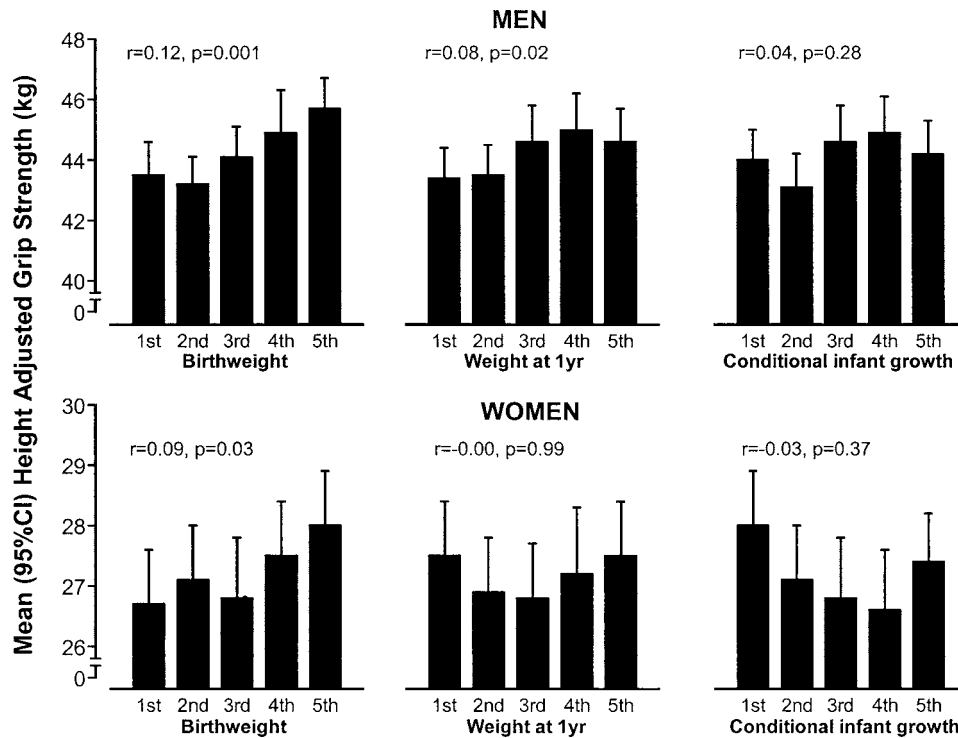 MEN
Mean (95%CI) Height Adjusted Grip Strength (kg)
48
46
44
42
40
0
r=0.12, p=0.001
r=0.08, p=0.02
r=0.04, p=0.28
1st 2nd 3rd 4th 5th
1st 2nd 3rd 4th 5th
1st 2nd 3rd 4th 5th
Birthweight
Weight at 1yr
Conditional infant growth
WOMEN
30
29
28
27
26
0
r=0.09, p=0.03
r=-0.00, p=0.99
r=-0.03, p=0.37
1st 2nd 3rd 4th 5th
1st 2nd 3rd 4th 5th
1st 2nd 3rd 4th 5th
Birthweight
Weight at 1yr
Conditional infant growth